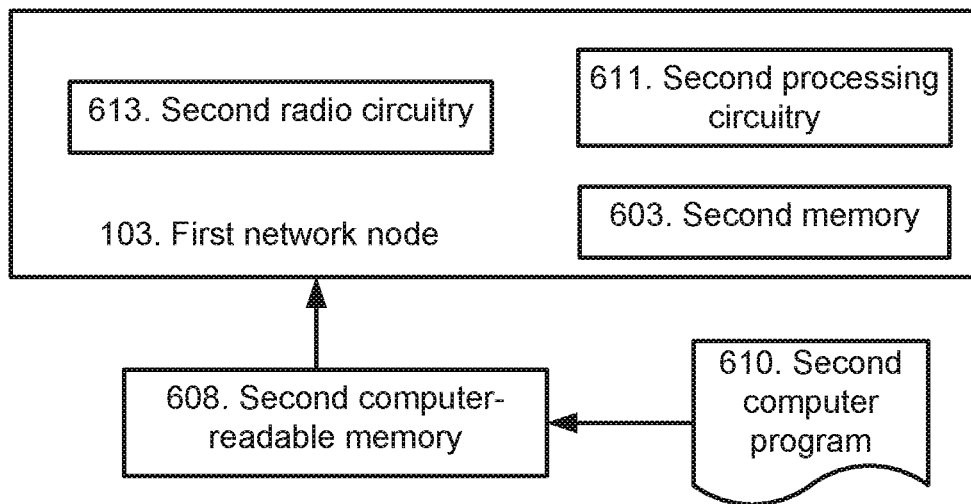 613. Second radio circuitry
611. Second processing
circuitry
603. Second memory
103. First network node
608. Second computer-
readable memory
610. Second
computer
program